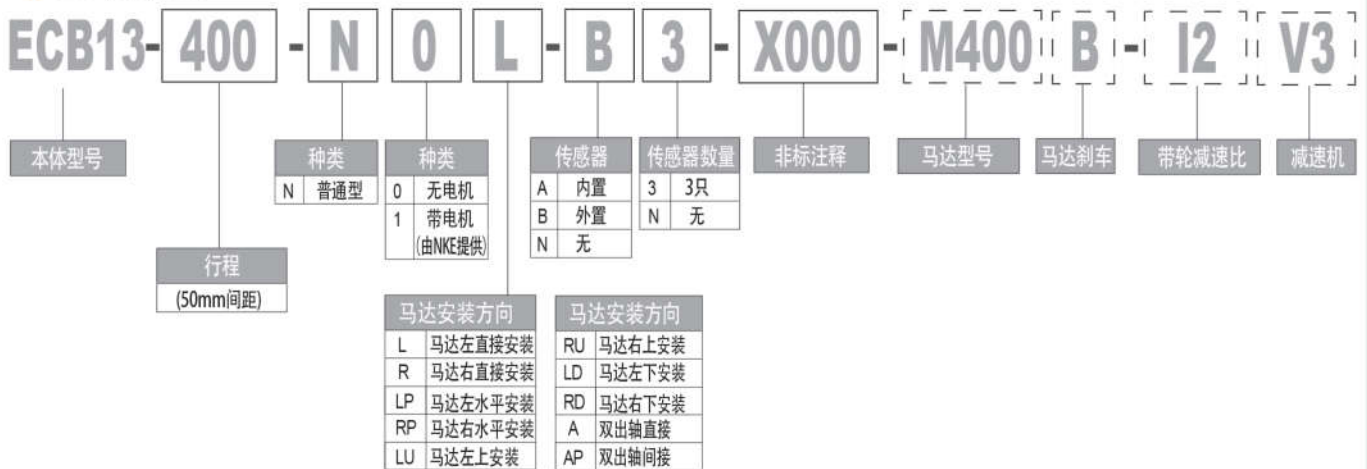 ECB13-400-N0L-B3-X000-M400B-I2V3
本体型号 种类 种类 传感器 传感器数量 非标注释 马达型号 马达刹车 带轮减速比 减速机
N 普通型 0 无电机 A 内置 3 3只
1 带电机 B 外置 N 无
(由NKE提供) N 无
行程
(50mm间距)
马达安装方向 马达安装方向
L 马达左直接安装 RU 马达右上安装
R 马达右直接安装 LD 马达左下安装
LP 马达左水平安装 RD 马达右下安装
RP 马达右水平安装 A 双出轴直接
LU 马达左上安装 AP 双出轴间接